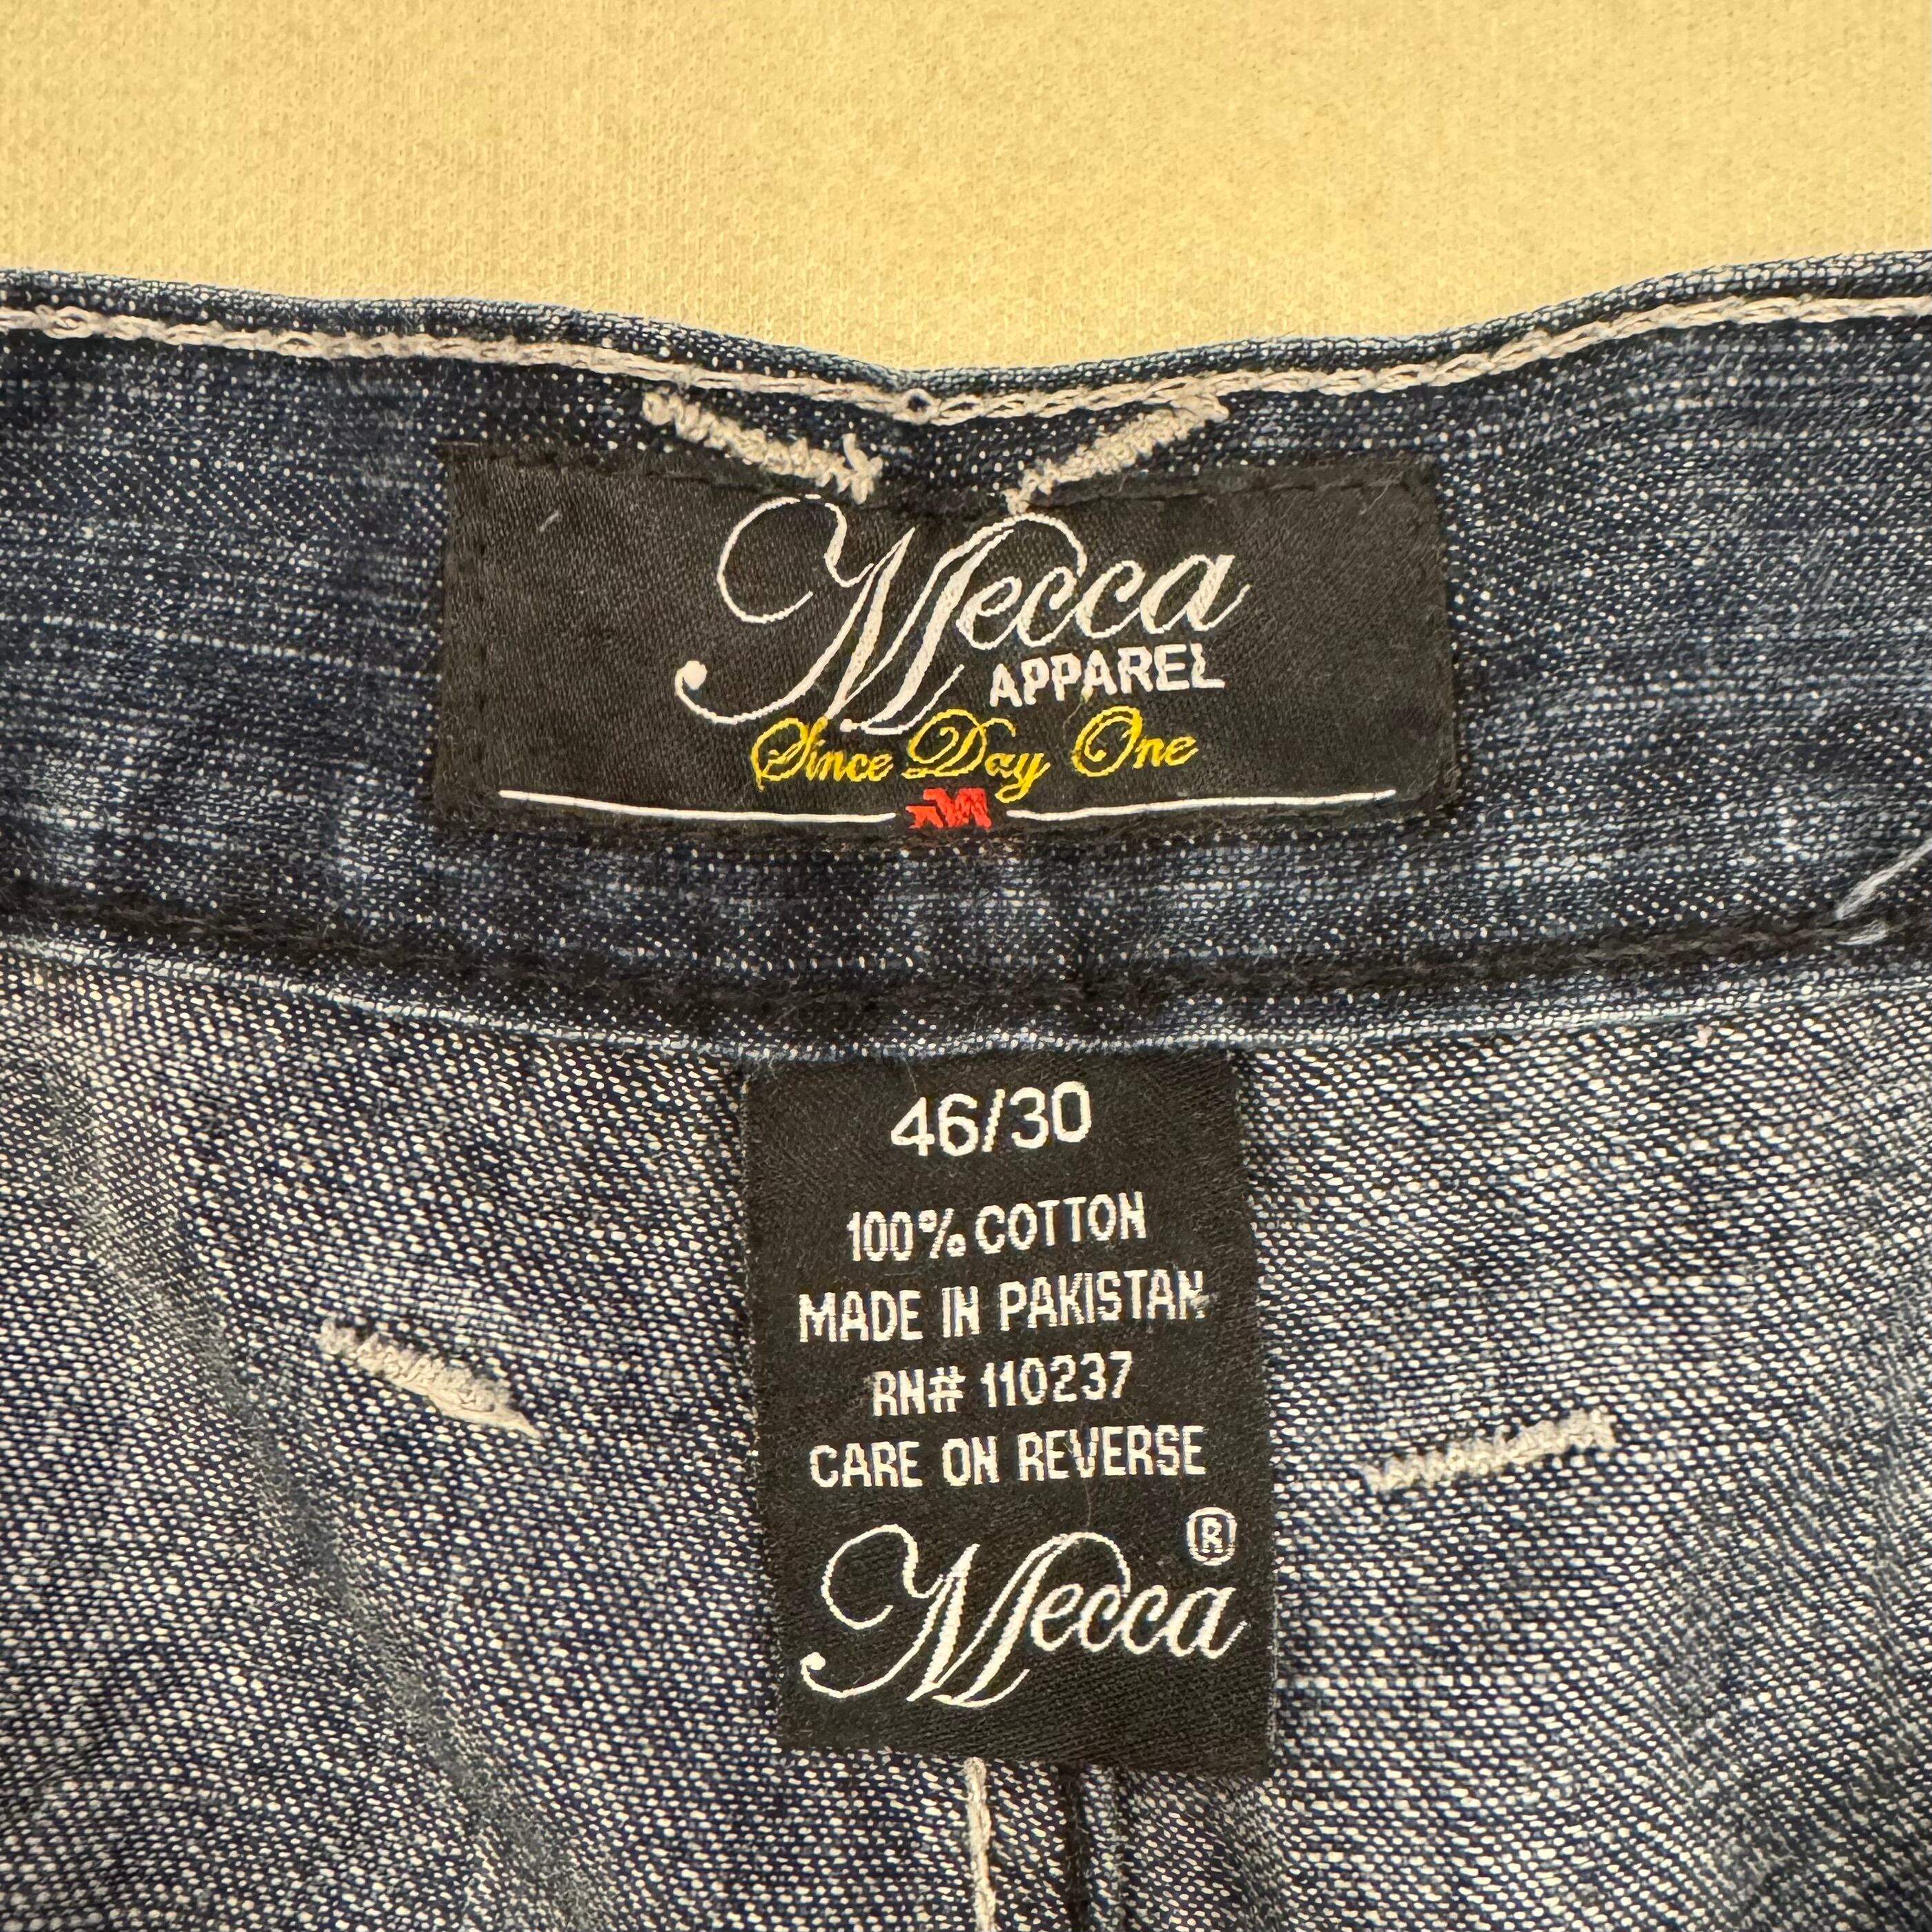 Mecca
APPAREL
Since Day One
46/30
100% COTTON
MADE IN PAKISTAN
RN# 110237
CARE ON REVERSE
Mecca®